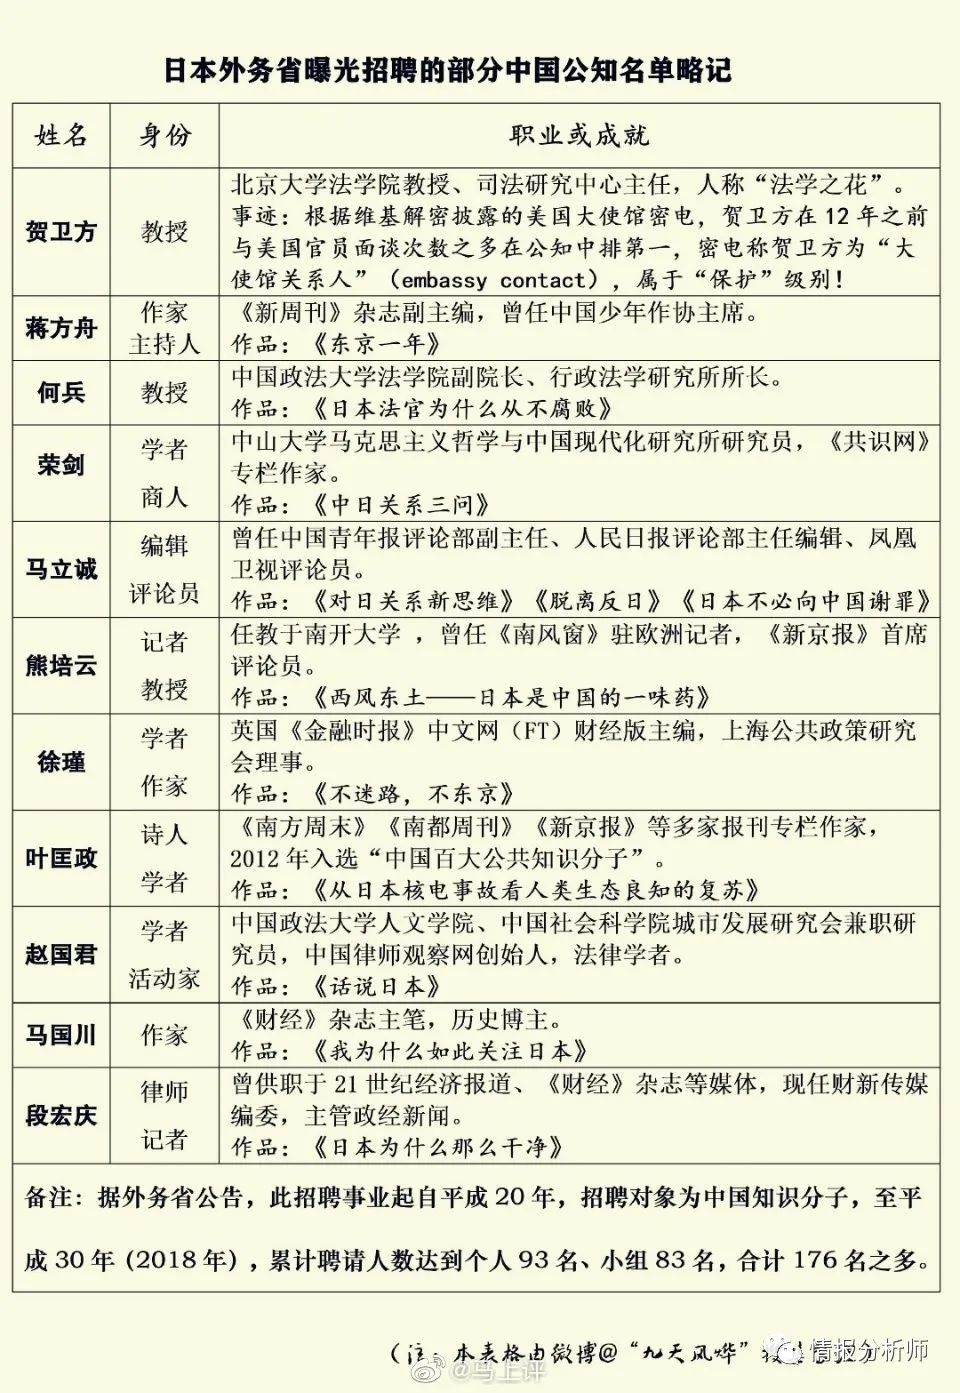 日本外务省曝光招聘的部分中国公知名单略记
姓名 身份 职业或成就
贺卫方 教授
北京大学法学院教授、司法研究中心主任，人称“法学之花”。
事迹：根据维基解密披露的美国大使馆密电，贺卫方在12年之前
与美国官员面谈次数之多在公知中排第一，密电称贺卫方为“大
使馆关系人”（embassy contact），属于“保护”级别！
蒋方舟
作家
主持人
《新周刊》杂志副主编，曾任中国少年作协主席。
作品：《东京一年》
何兵 教授
中国政法大学法学院副院长、行政法学研究所所长。
作品：《日本法官为什么从不腐败》
荣剑
学者
商人
中山大学马克思主义哲学与中国现代化研究所研究员，《共识网》
专栏作家。
作品：《中日关系三问》
马立诚
编辑
评论员
曾任中国青年报评论部副主任、人民日报评论部主任编辑、凤凰
卫视评论员。
作品：《对日关系新思维》《脱离反日》《日本不必向中国谢罪》
熊培云
记者
教授
任教于南开大学 ，曾任《南风窗》驻欧洲记者，《新京报》首席
评论员。
作品：《西风东土——日本是中国的一味药》
徐瑾
学者
作家
英国《金融时报》中文网（FT）财经版主编，上海公共政策研究
会理事。
作品：《不迷路，不东京》
叶匡政
诗人
学者
《南方周末》《南都周刊》《新京报》等多家报刊专栏作家，
2012年入选“中国百大公共知识分子”。
作品：《从日本核电事故看人类生态良知的复苏》
赵国君
学者
活动家
中国政法大学人文学院、中国社会科学院城市发展研究会兼职研
究员，中国律师观察网创始人，法律学者。
作品：《话说日本》
马国川 作家
《财经》杂志主笔，历史博主。
作品：《我为什么如此关注日本》
段宏庆
律师
记者
曾供职于21世纪经济报道、《财经》杂志等媒体，现任财新传媒
编委，主管政经新闻。
作品：《日本为什么那么干净》
备注：据外务省公告，此招聘事业起自平成20年，招聘对象为中国知识分子，至平
成30年（2018年），累计聘请人数达到个人93名、小组83名，合计176名之多。
（注：本表格由微博@“九天风烨”
情报分析师
@马上评